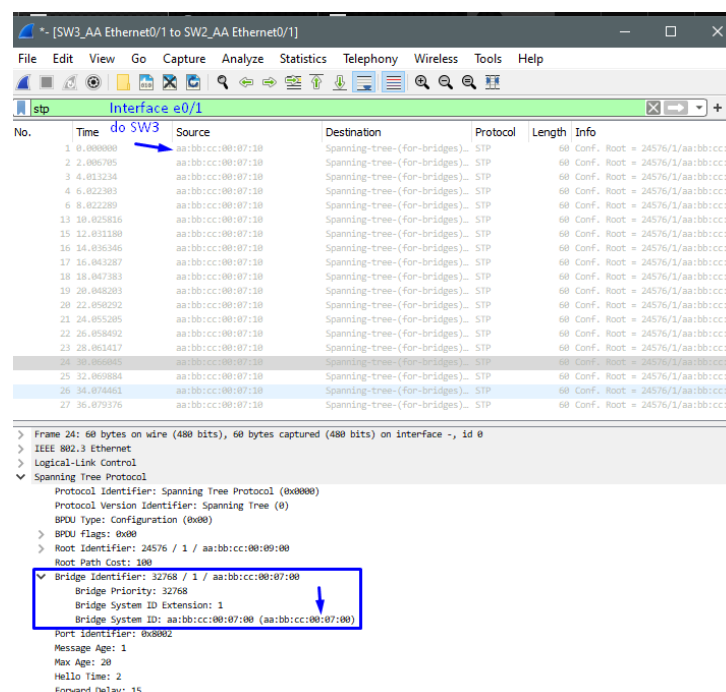 *- [SW3_AA Ethernet0/1 to SW2_AA Ethernet0/1]
File Edit View Go Capture Analyze Statistics Telephony Wireless Tools Help
stp
Interface e0/1
do SW3
No. Time Source Destination Protocol Length Info
1 0.000000 aa:bb:cc:00:07:10 Spanning-tree-(for-bridges)… STP 60 Conf. Root = 24576/1/aa:bb:cc:
2 2.006705 aa:bb:cc:00:07:10 Spanning-tree-(for-bridges)… STP 60 Conf. Root = 24576/1/aa:bb:cc:
3 4.013234 aa:bb:cc:00:07:10 Spanning-tree-(for-bridges)… STP 60 Conf. Root = 24576/1/aa:bb:cc:
4 6.022303 aa:bb:cc:00:07:10 Spanning-tree-(for-bridges)… STP 60 Conf. Root = 24576/1/aa:bb:cc:
6 8.022289 aa:bb:cc:00:07:10 Spanning-tree-(for-bridges)… STP 60 Conf. Root = 24576/1/aa:bb:cc:
13 10.025816 aa:bb:cc:00:07:10 Spanning-tree-(for-bridges)… STP 60 Conf. Root = 24576/1/aa:bb:cc:
15 12.031180 aa:bb:cc:00:07:10 Spanning-tree-(for-bridges)… STP 60 Conf. Root = 24576/1/aa:bb:cc:
16 14.036346 aa:bb:cc:00:07:10 Spanning-tree-(for-bridges)… STP 60 Conf. Root = 24576/1/aa:bb:cc:
17 16.043287 aa:bb:cc:00:07:10 Spanning-tree-(for-bridges)… STP 60 Conf. Root = 24576/1/aa:bb:cc:
18 18.047383 aa:bb:cc:00:07:10 Spanning-tree-(for-bridges)… STP 60 Conf. Root = 24576/1/aa:bb:cc:
19 20.048203 aa:bb:cc:00:07:10 Spanning-tree-(for-bridges)… STP 60 Conf. Root = 24576/1/aa:bb:cc:
20 22.050292 aa:bb:cc:00:07:10 Spanning-tree-(for-bridges)… STP 60 Conf. Root = 24576/1/aa:bb:cc:
21 24.055205 aa:bb:cc:00:07:10 Spanning-tree-(for-bridges)… STP 60 Conf. Root = 24576/1/aa:bb:cc:
22 26.058492 aa:bb:cc:00:07:10 Spanning-tree-(for-bridges)… STP 60 Conf. Root = 24576/1/aa:bb:cc:
23 28.061417 aa:bb:cc:00:07:10 Spanning-tree-(for-bridges)… STP 60 Conf. Root = 24576/1/aa:bb:cc:
24 30.066045 aa:bb:cc:00:07:10 Spanning-tree-(for-bridges)… STP 60 Conf. Root = 24576/1/aa:bb:cc:
25 32.069884 aa:bb:cc:00:07:10 Spanning-tree-(for-bridges)… STP 60 Conf. Root = 24576/1/aa:bb:cc:
26 34.074461 aa:bb:cc:00:07:10 Spanning-tree-(for-bridges)… STP 60 Conf. Root = 24576/1/aa:bb:cc:
27 36.079376 aa:bb:cc:00:07:10 Spanning-tree-(for-bridges)… STP 60 Conf. Root = 24576/1/aa:bb:cc:
Frame 24: 60 bytes on wire (480 bits), 60 bytes captured (480 bits) on interface -, id 0
IEEE 802.3 Ethernet
Logical-Link Control
Spanning Tree Protocol
Protocol Identifier: Spanning Tree Protocol (0x0000)
Protocol Version Identifier: Spanning Tree (0)
BPDU Type: Configuration (0x00)
BPDU flags: 0x00
Root Identifier: 24576 / 1 / aa:bb:cc:00:09:00
Root Path Cost: 100
Bridge Identifier: 32768 / 1 / aa:bb:cc:00:07:00
Bridge Priority: 32768
Bridge System ID Extension: 1
Bridge System ID: aa:bb:cc:00:07:00 (aa:bb:cc:00:07:00)
Port identifier: 0x8002
Message Age: 1
Max Age: 20
Hello Time: 2
Forward Delay: 15